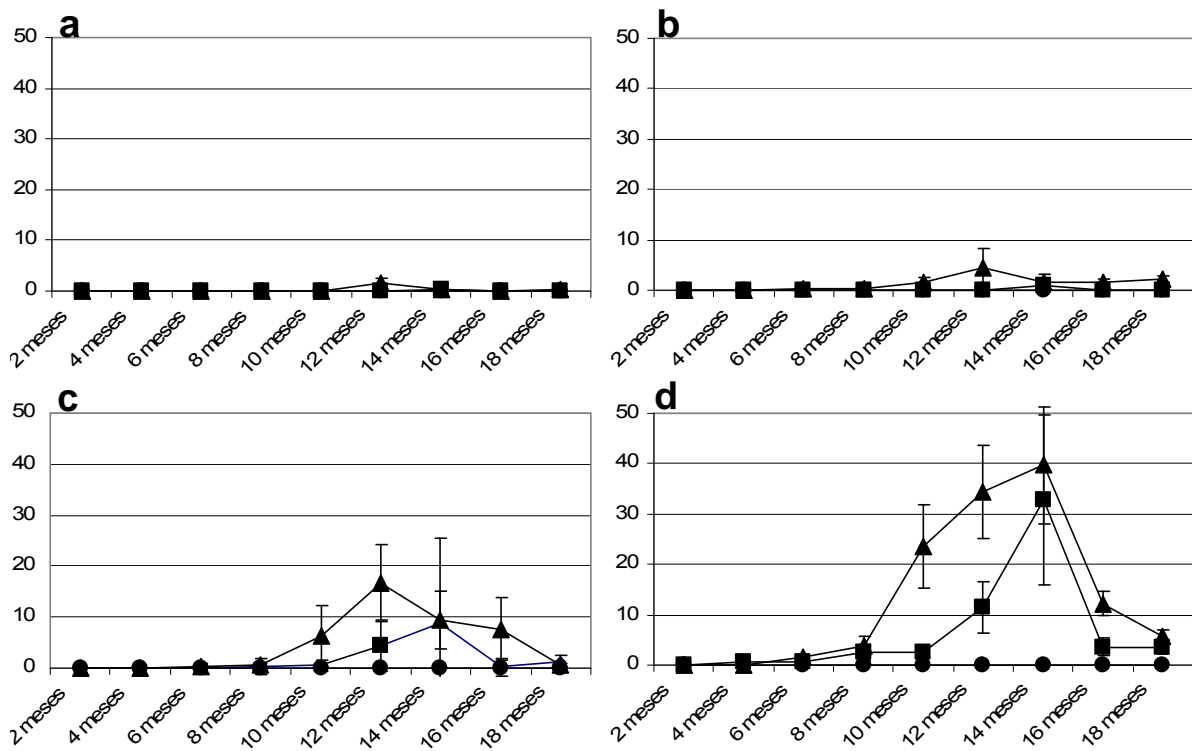 a
50
40
30
20
10
0
2 meses
4 meses
6 meses
8 meses
10 meses
12 meses
14 meses
16 meses
18 meses
b
50
40
30
20
10
0
2 meses
4 meses
6 meses
8 meses
10 meses
12 meses
14 meses
16 meses
18 meses
c
50
40
30
20
10
0
2 meses
4 meses
6 meses
8 meses
10 meses
12 meses
14 meses
16 meses
18 meses
d
50
40
30
20
10
0
2 meses
4 meses
6 meses
8 meses
10 meses
12 meses
14 meses
16 meses
18 meses